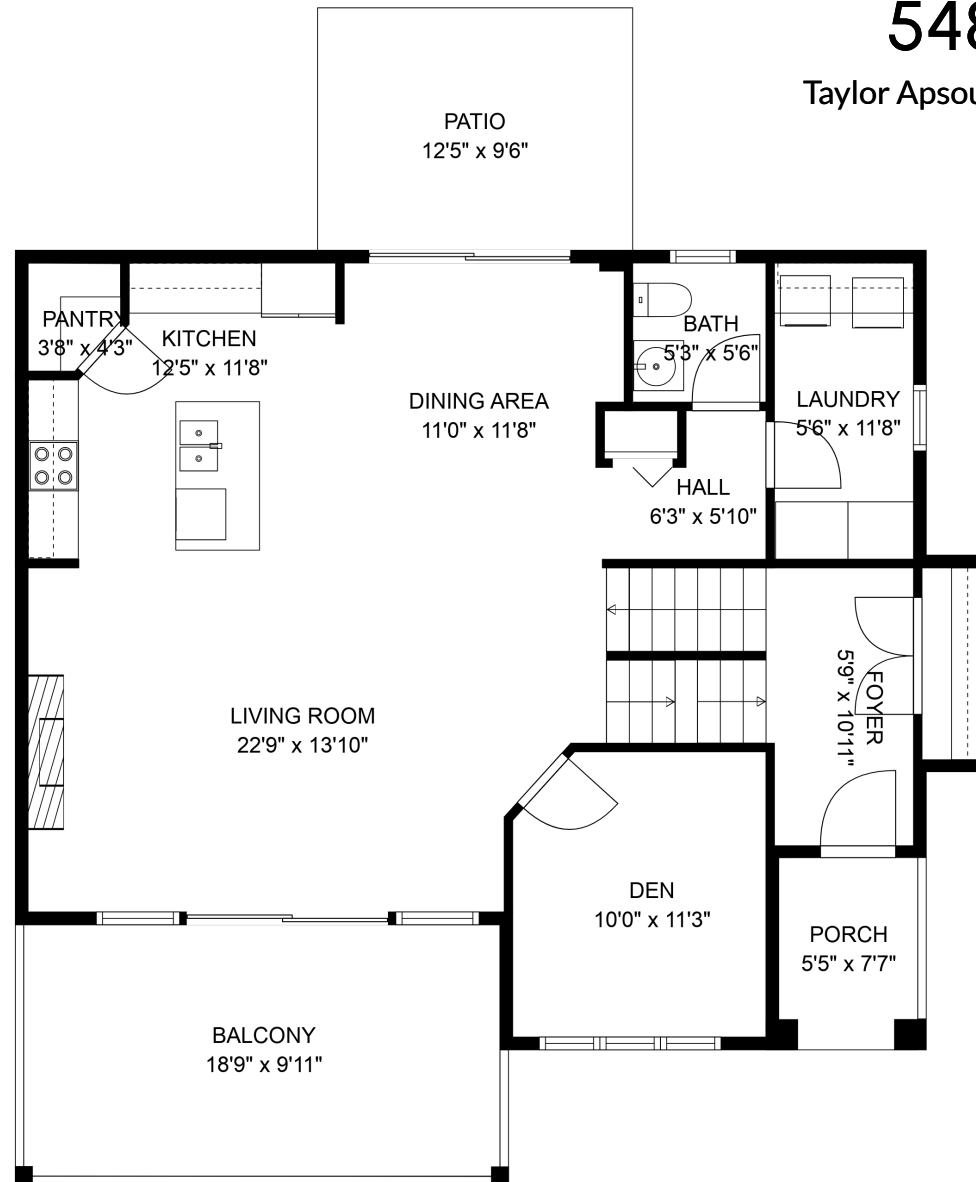 548
Taylor Apsou
PATIO
12'5" x 9'6"
PANTRY
3'8" x 4'3"
KITCHEN
12'5" x 11'8"
BATH
5'3" x 5'6"
DINING AREA
11'0" x 11'8"
LAUNDRY
5'6" x 11'8"
HALL
6'3" x 5'10"
FOYER
5'9" x 10'11"
LIVING ROOM
22'9" x 13'10"
DEN
10'0" x 11'3"
PORCH
5'5" x 7'7"
BALCONY
18'9" x 9'11"